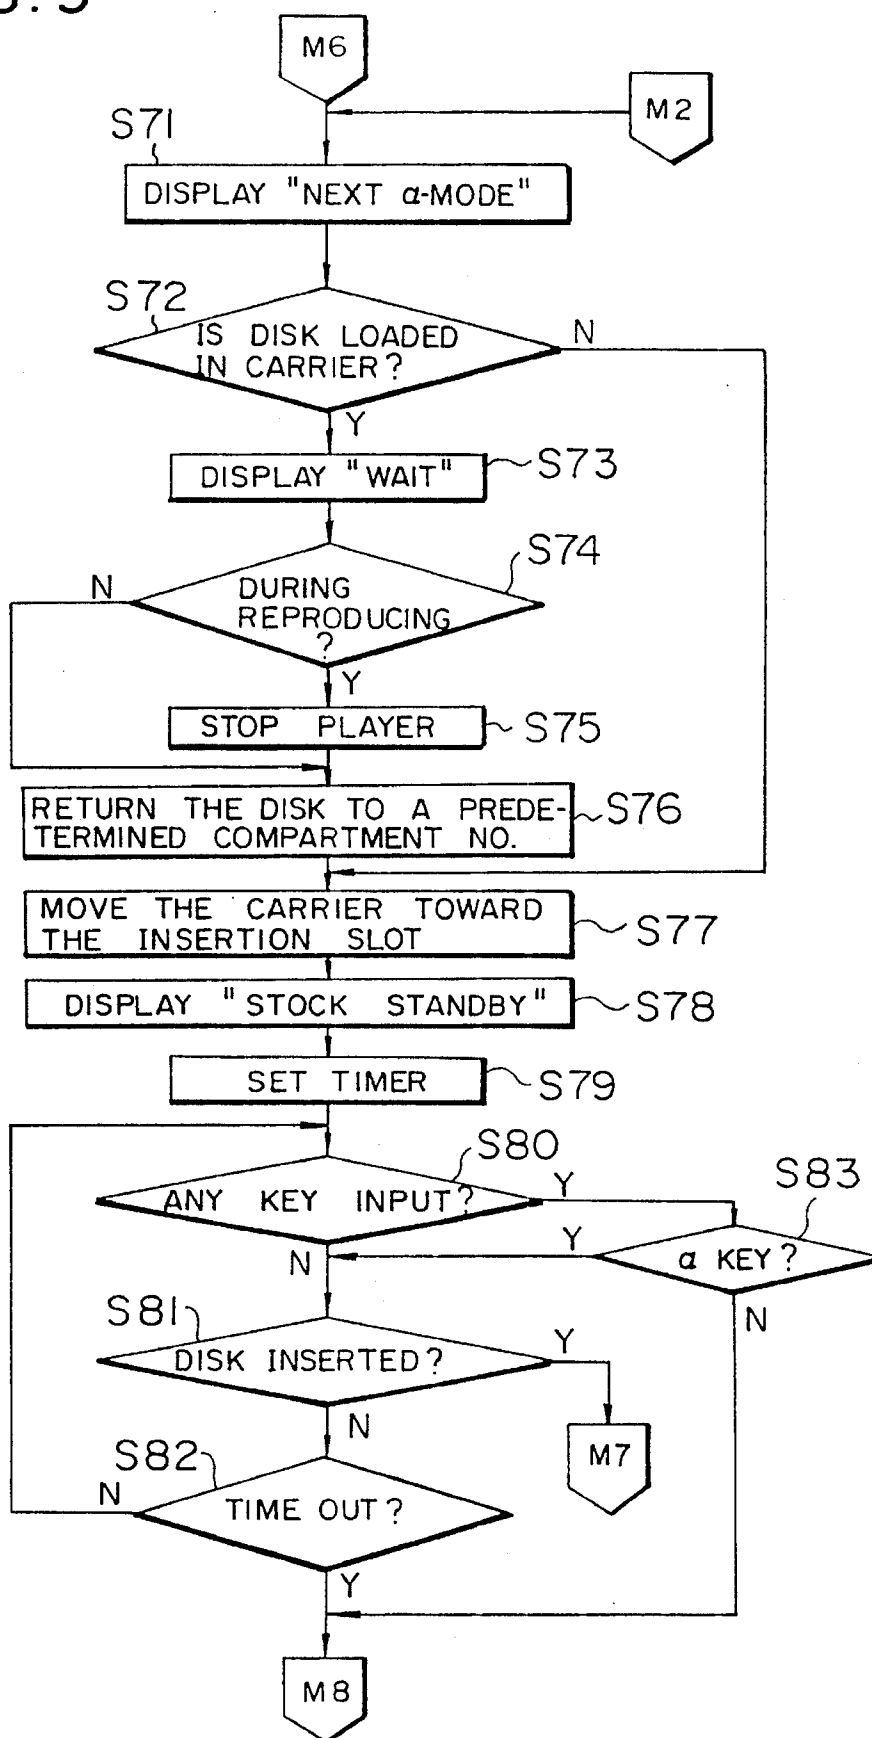 M6
M2
S71
DISPLAY "NEXT α-MODE"
S72
IS DISK LOADED
IN CARRIER?
N
Y
DISPLAY "WAIT"
S73
S74
N
DURING
REPRODUCING
?
Y
STOP PLAYER
S75
RETURN THE DISK TO A PREDE-
TERMINED COMPARTMENT NO.
S76
MOVE THE CARRIER TOWARD
THE INSERTION SLOT
S77
DISPLAY "STOCK STANDBY"
S78
SET TIMER
S79
S80
ANY KEY INPUT?
Y
S83
α KEY?
Y
N
N
S81
DISK INSERTED?
Y
N
M7
S82
N
TIME OUT?
Y
M8